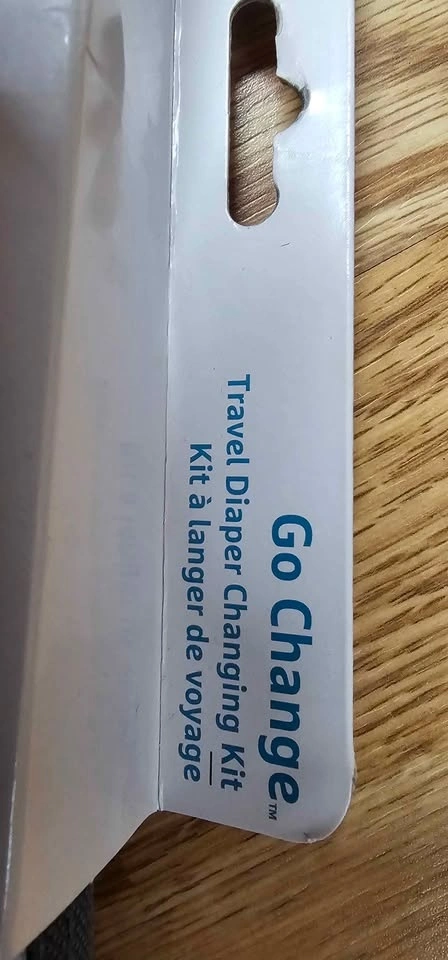 Go Change™
Travel Diaper Changing Kit
Kit à langer de voyage